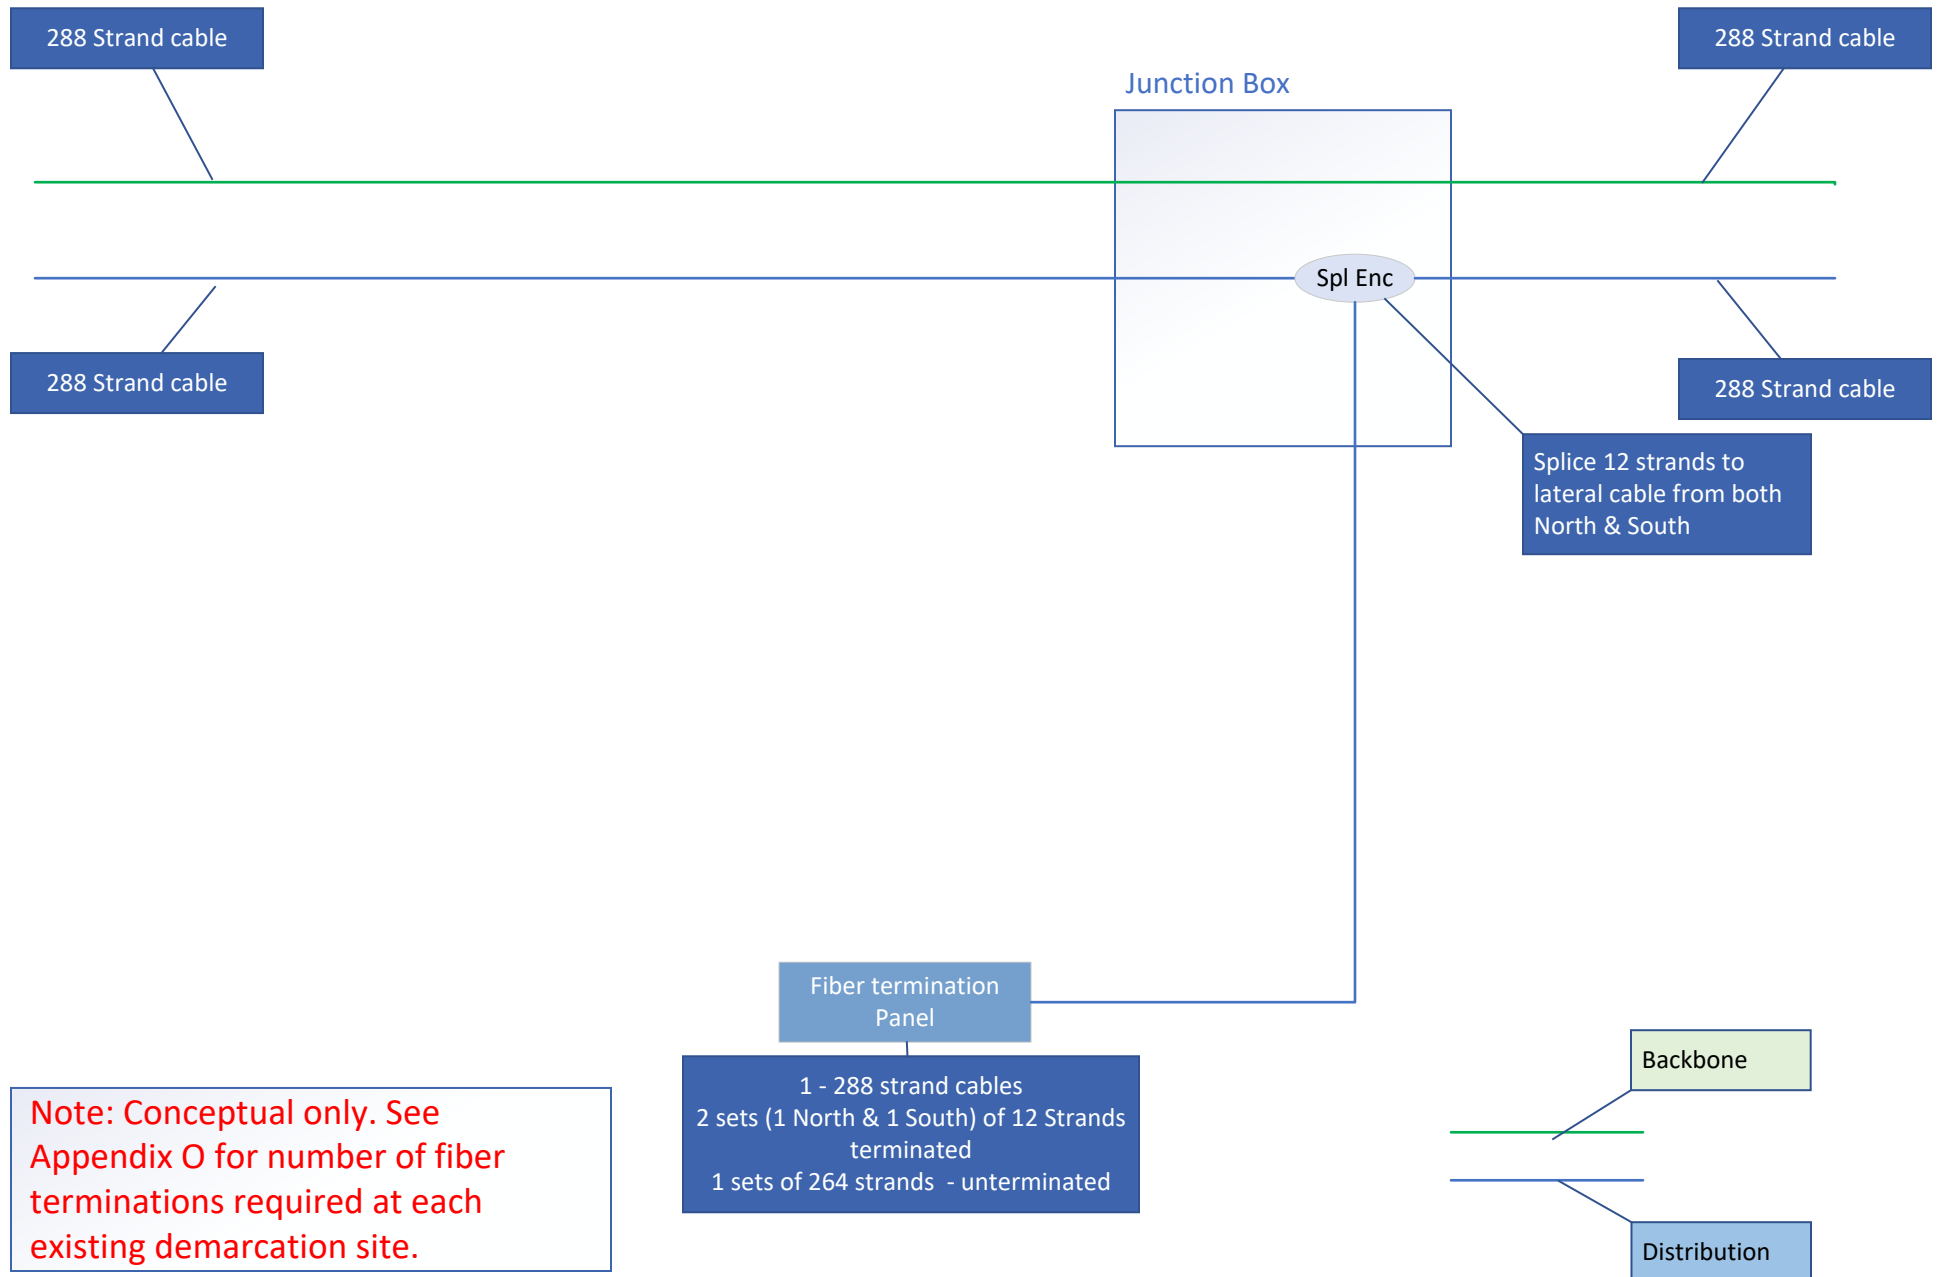 288 Strand cable
288 Strand cable
Junction Box
Spl Enc
288 Strand cable
288 Strand cable
Splice 12 strands to
lateral cable from both
North & South
Fiber termination
Panel
1 - 288 strand cables
2 sets (1 North & 1 South) of 12 Strands
terminated
1 sets of 264 strands  - unterminated
Note: Conceptual only. See
Appendix O for number of fiber
terminations required at each
existing demarcation site.
Backbone
Distribution